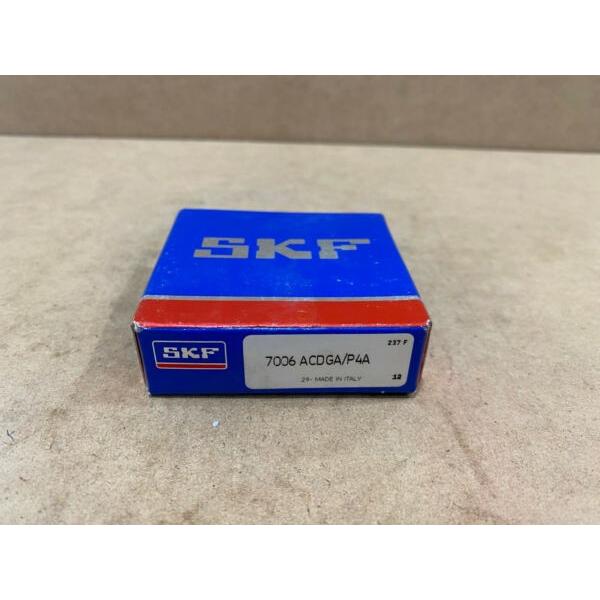 SKF
SKF
237 F
7006 ACDGA/P4A
29- MADE IN ITALY
12